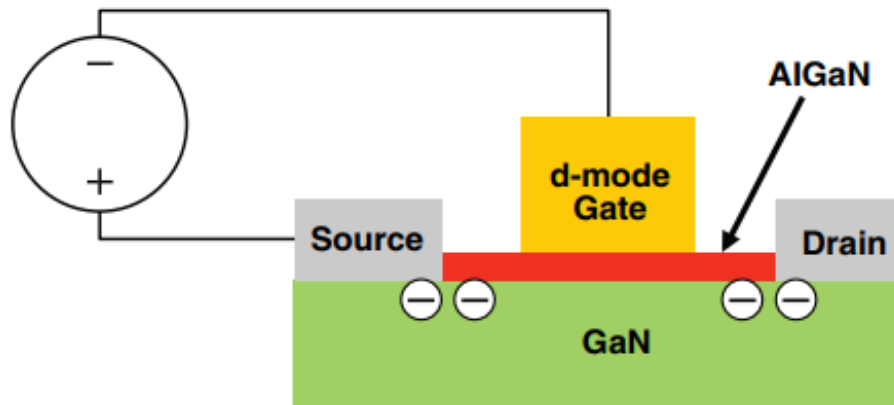 −
AlGaN
+
d-mode
Gate
Source
Drain
− − − −
GaN